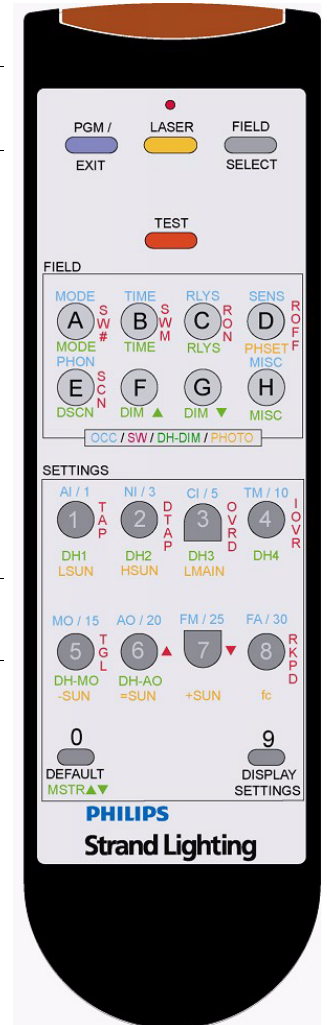 PGM / LASER FIELD
EXIT SELECT
TEST
FIELD
MODE TIME RLYS SENS
A SW# B SWM C RON D ROFF
MODE TIME RLYS PHSET
PHON MISC
E SCN F G H
DSCN DIM ▲ DIM ▼ MISC
OCC / SW / DH-DIM / PHOTO
SETTINGS
AI / 1 NI / 3 CI / 5 TM / 10
1 TAP 2 DTAP 3 OVRD 4 IOVR
DH1 DH2 DH3 DH4
LSUN HSUN LMAIN
MO / 15 AO / 20 FM / 25 FA / 30
5 TGL 6 ▲ 7 ▼ 8 RKPD
DH-MO DH-AO
-SUN =SUN +SUN fc
0 9
DEFAULT DISPLAY
MSTR▲▼ SETTINGS
PHILIPS
Strand Lighting